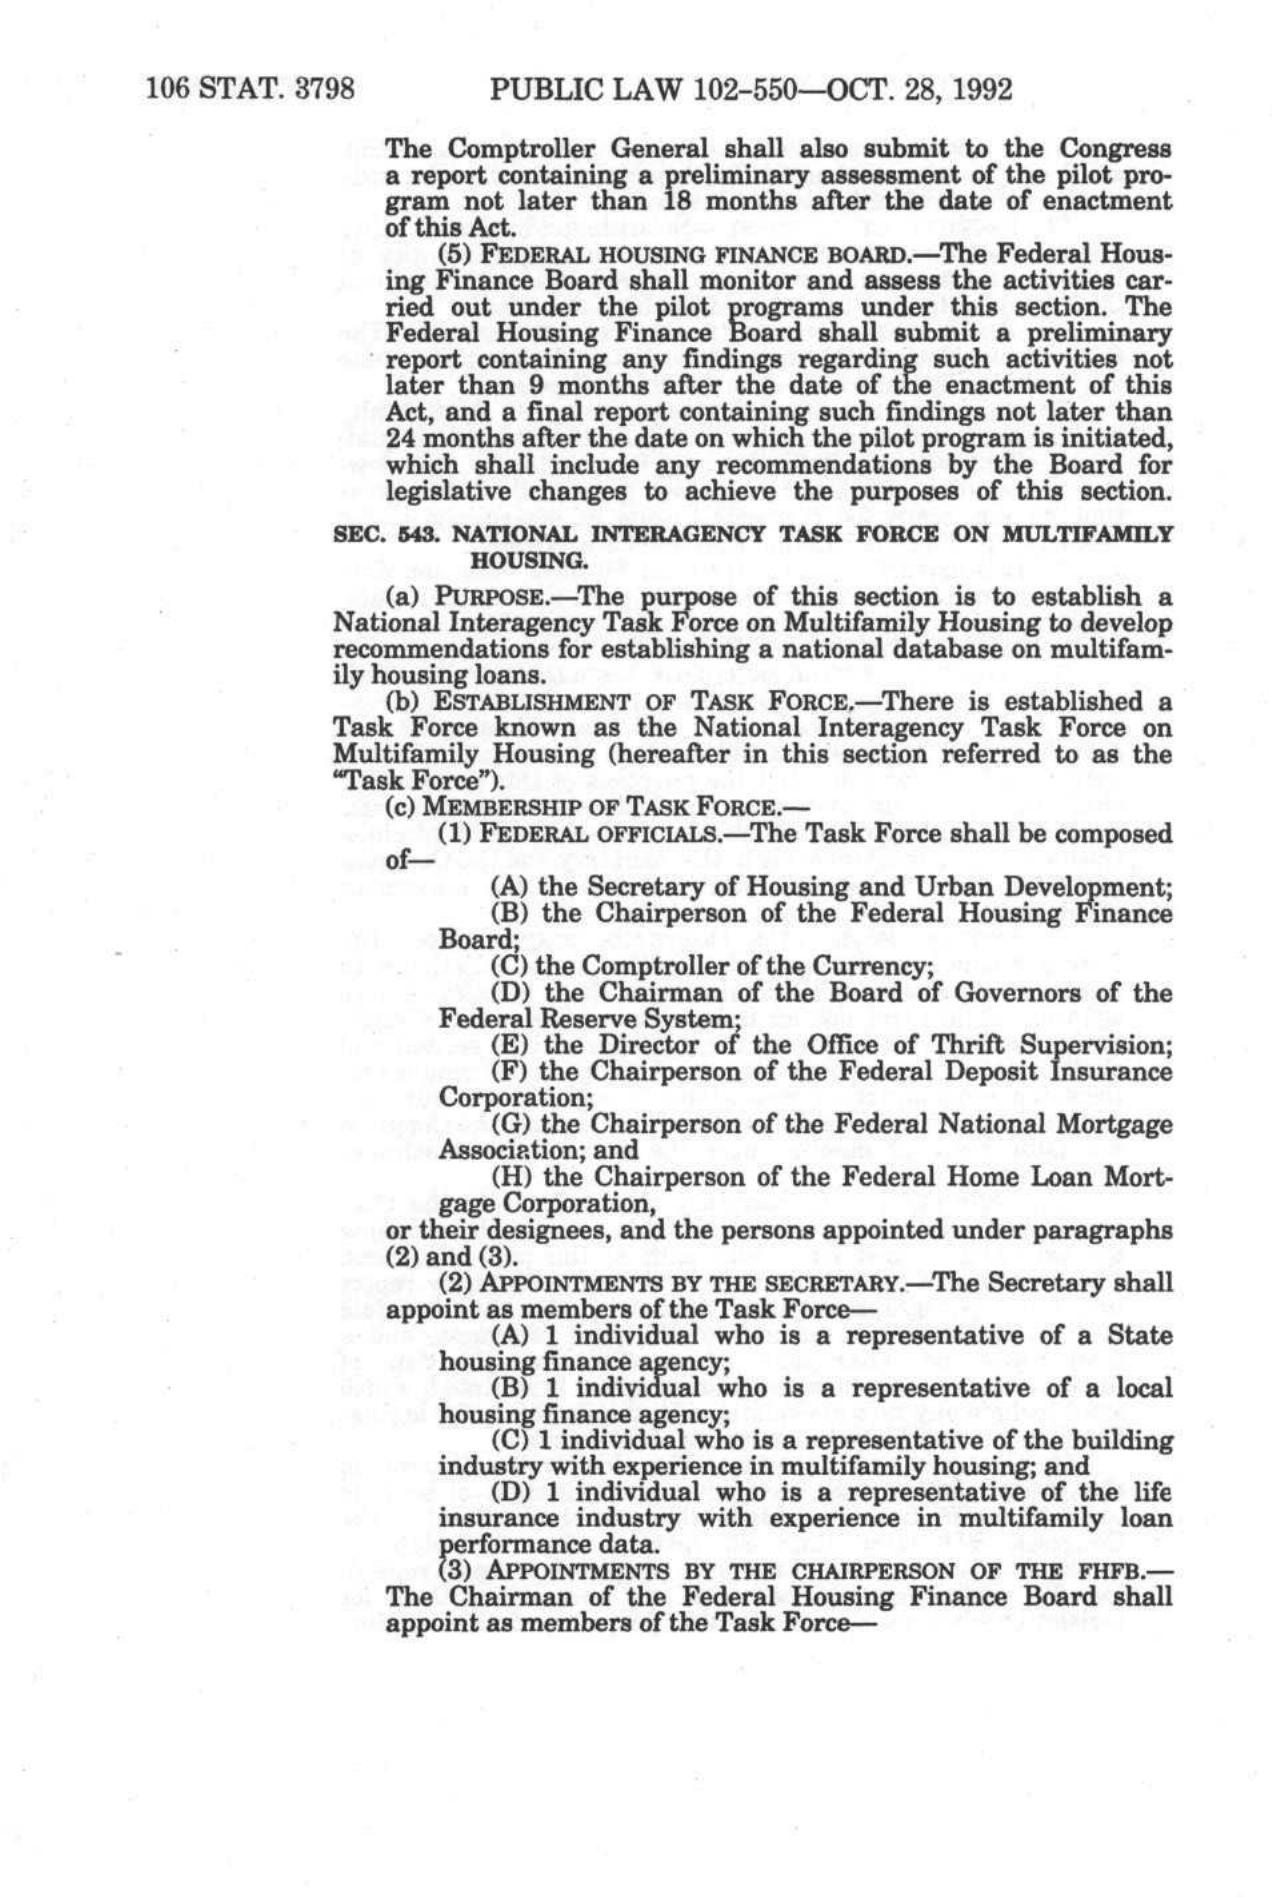 106 STAT. 3798 PUBLIC LAW 102–550—OCT. 28, 1992
The Comptroller General shall also submit to the Congress
a report containing a preliminary assessment of the pilot pro-
gram not later than 18 months after the date of enactment
of this Act.
(5) FEDERAL HOUSING FINANCE BOARD.—The Federal Hous-
ing Finance Board shall monitor and assess the activities car-
ried out under the pilot programs under this section. The
Federal Housing Finance Board shall submit a preliminary
report containing any findings regarding such activities not
later than 9 months after the date of the enactment of this
Act, and a final report containing such findings not later than
24 months after the date on which the pilot program is initiated,
which shall include any recommendations by the Board for
legislative changes to achieve the purposes of this section.
SEC. 543. NATIONAL INTERAGENCY TASK FORCE ON MULTIFAMILY
HOUSING.
(a) PURPOSE.—The purpose of this section is to establish a
National Interagency Task Force on Multifamily Housing to develop
recommendations for establishing a national database on multifam-
ily housing loans.
(b) ESTABLISHMENT OF TASK FORCE.—There is established a
Task Force known as the National Interagency Task Force on
Multifamily Housing (hereafter in this section referred to as the
“Task Force”).
(c) MEMBERSHIP OF TASK FORCE.—
(1) FEDERAL OFFICIALS.—The Task Force shall be composed
of—
(A) the Secretary of Housing and Urban Development;
(B) the Chairperson of the Federal Housing Finance
Board;
(C) the Comptroller of the Currency;
(D) the Chairman of the Board of Governors of the
Federal Reserve System;
(E) the Director of the Office of Thrift Supervision;
(F) the Chairperson of the Federal Deposit Insurance
Corporation;
(G) the Chairperson of the Federal National Mortgage
Association; and
(H) the Chairperson of the Federal Home Loan Mort-
gage Corporation,
or their designees, and the persons appointed under paragraphs
(2) and (3).
(2) APPOINTMENTS BY THE SECRETARY.—The Secretary shall
appoint as members of the Task Force—
(A) 1 individual who is a representative of a State
housing finance agency;
(B) 1 individual who is a representative of a local
housing finance agency;
(C) 1 individual who is a representative of the building
industry with experience in multifamily housing; and
(D) 1 individual who is a representative of the life
insurance industry with experience in multifamily loan
performance data.
(3) APPOINTMENTS BY THE CHAIRPERSON OF THE FHFB.—
The Chairman of the Federal Housing Finance Board shall
appoint as members of the Task Force—